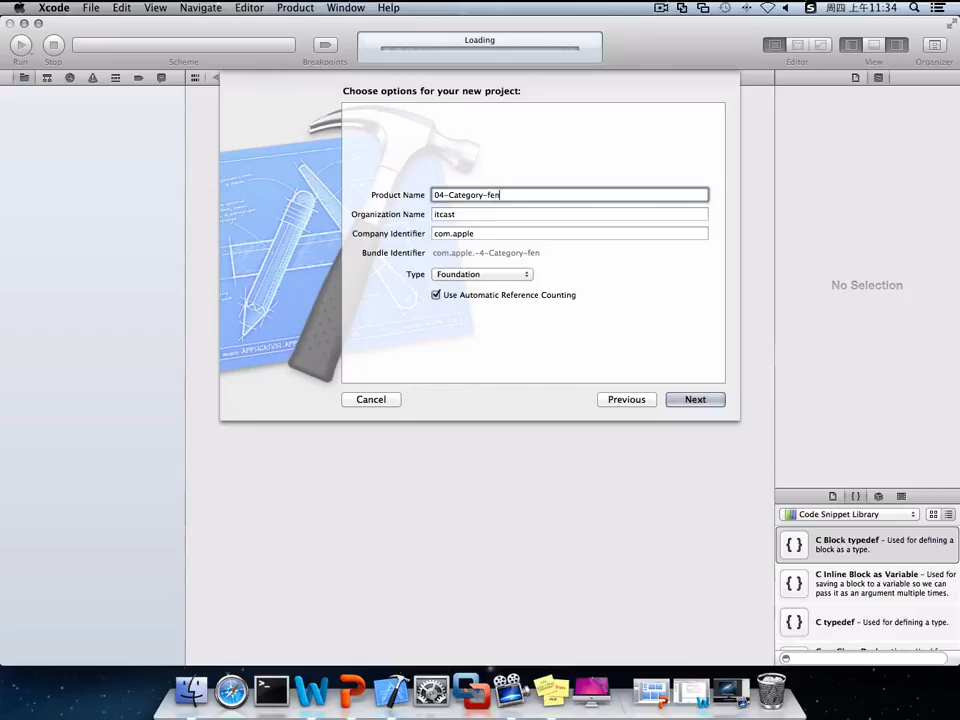 Xcode File Edit View Navigate Editor Product Window Help 周四 上午11:34
Loading
Run Stop Scheme Breakpoints Editor View Organizer
Choose options for your new project:
Product Name 04-Category-fen
Organization Name itcast
Company Identifier com.apple
Bundle Identifier com.apple.-4-Category-fen
Type Foundation
Use Automatic Reference Counting
No Selection
Cancel Previous Next
Code Snippet Library
C Block typedef - Used for defining a
block as a type.
C Inline Block as Variable - Used for
saving a block to a variable so we can
pass it as an argument multiple times.
C typedef - Used for defining a type.